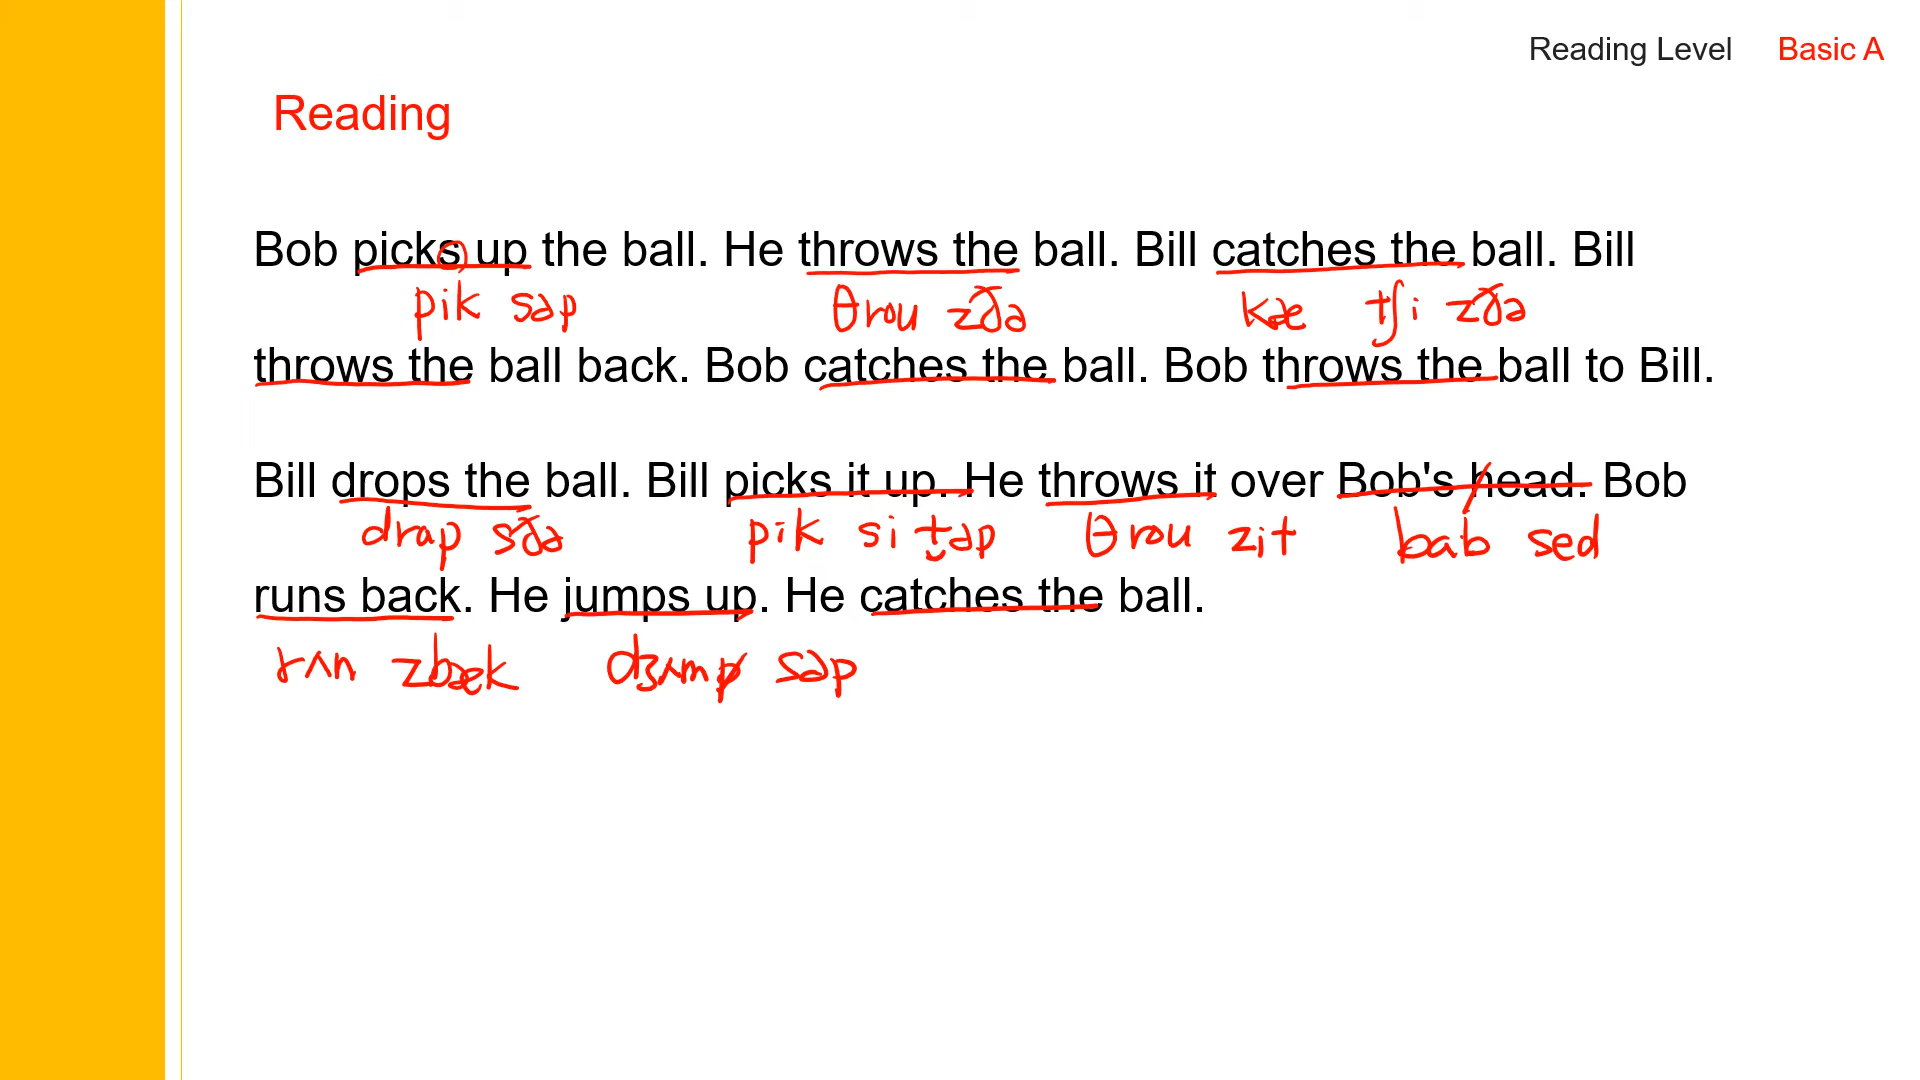 Reading Level Basic A
Reading
Bob picks up the ball. He throws the ball. Bill catches the ball. Bill
pik səp θrou zðə kæ tʃi zðə
throws the ball back. Bob catches the ball. Bob throws the ball to Bill.
Bill drops the ball. Bill picks it up. He throws it over Bob's head. Bob
drap sðə pik si təp θrou zit bab sed
runs back. He jumps up. He catches the ball.
rʌn zbæk dʒʌmp səp